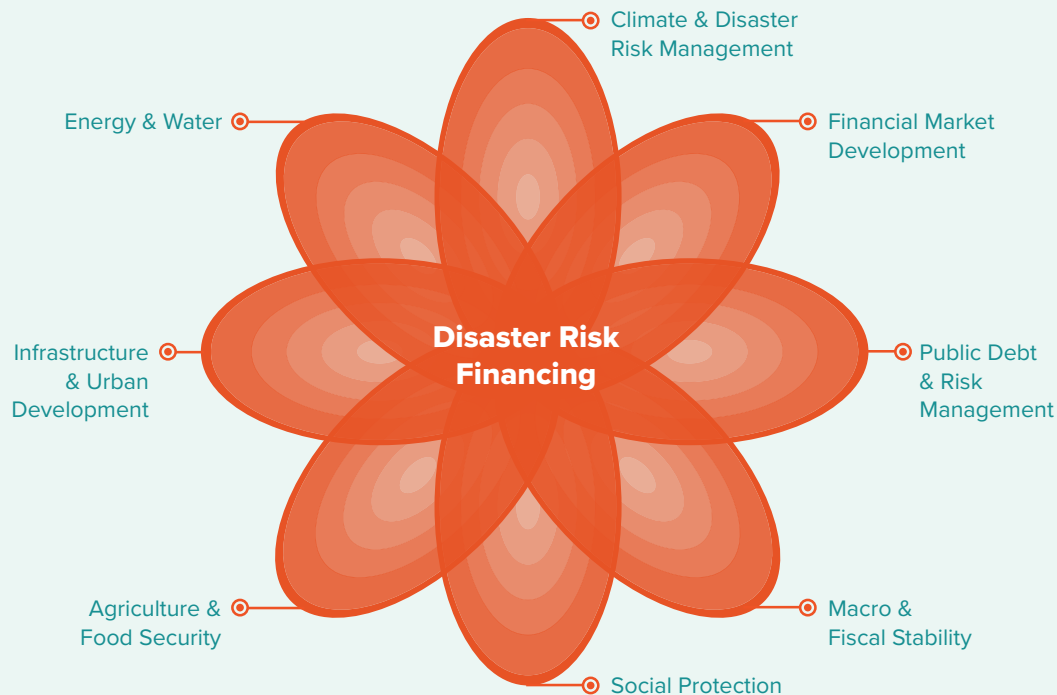 Climate & Disaster
Risk Management
Energy & Water
Financial Market
Development
Disaster Risk
Financing
Infrastructure
& Urban
Development
Public Debt
& Risk
Management
Agriculture &
Food Security
Macro &
Fiscal Stability
Social Protection